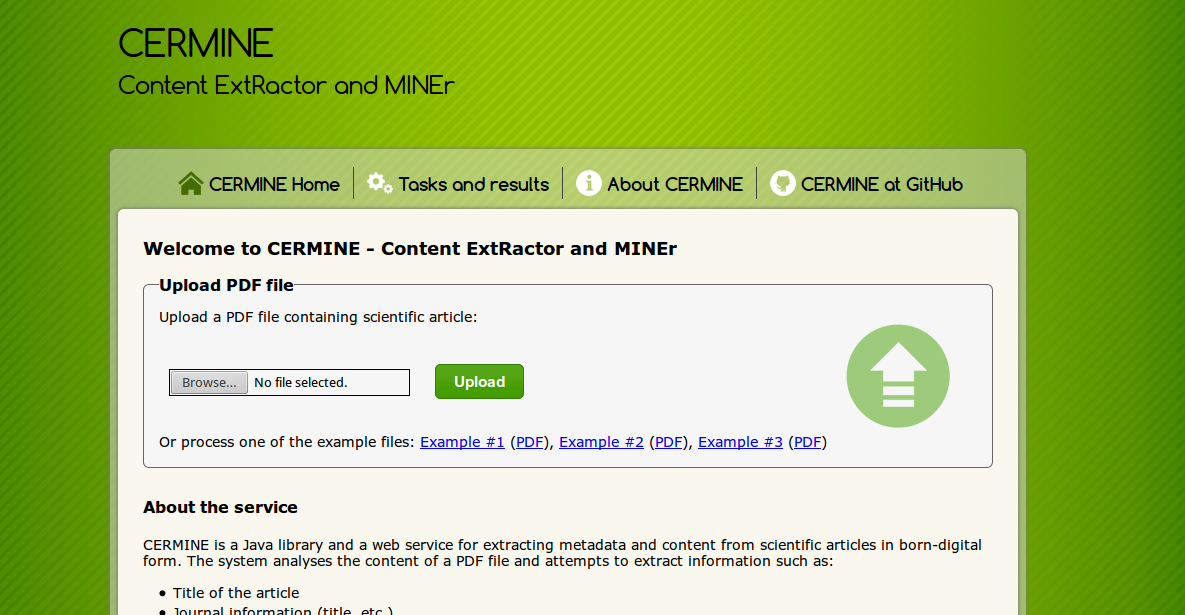 CERMINE
Content ExtRactor and MINEr
CERMINE Home
Tasks and results
About CERMINE
CERMINE at GitHub
Welcome to CERMINE - Content ExtRactor and MINEr
Upload PDF file
Upload a PDF file containing scientific article:
Browse... No file selected.
Upload
Or process one of the example files: Example #1 (PDF), Example #2 (PDF), Example #3 (PDF)
About the service
CERMINE is a Java library and a web service for extracting metadata and content from scientific articles in born-digital
form. The system analyses the content of a PDF file and attempts to extract information such as:
• Title of the article
• Journal information (title, etc.)